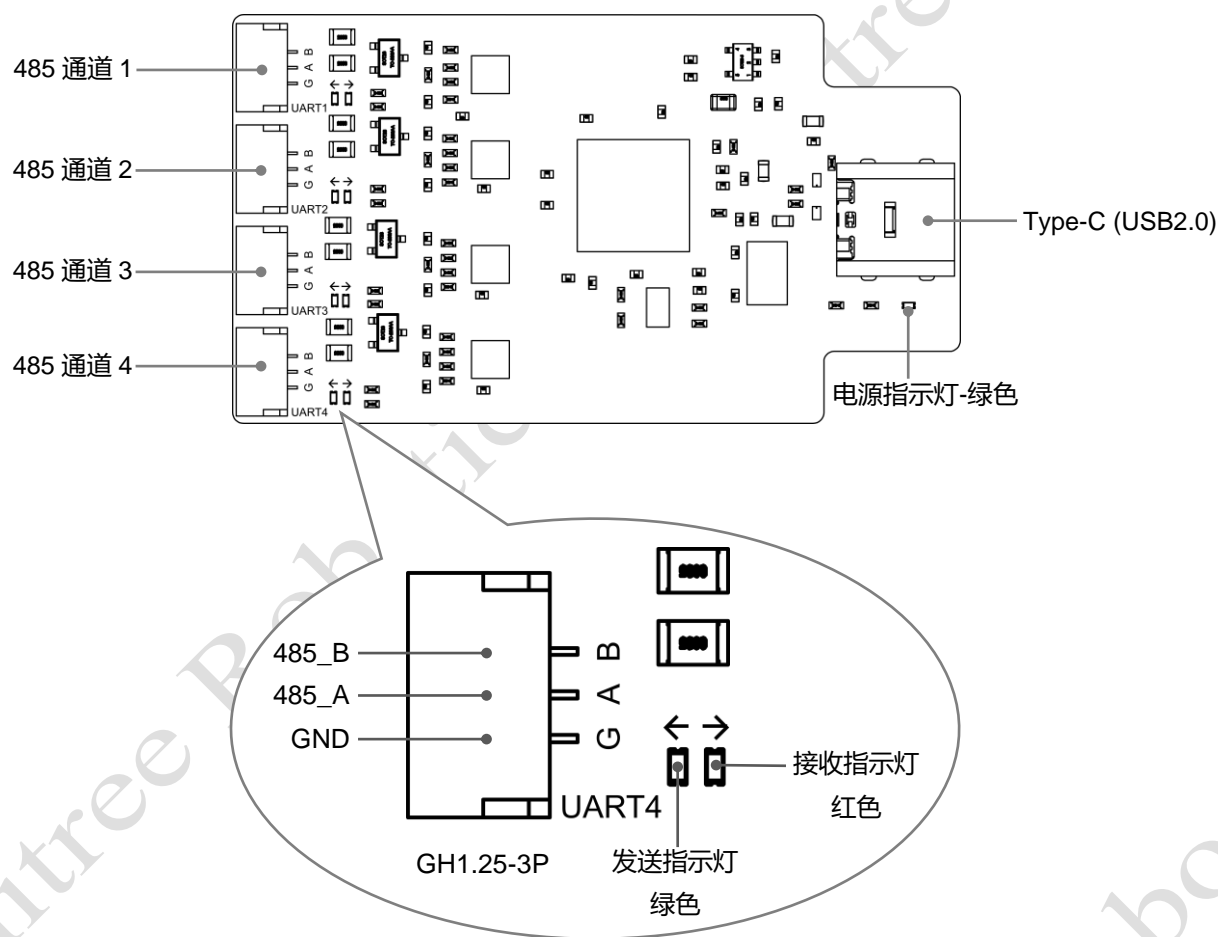 485 通道 1
B
A
G
UART1
485 通道 2
B
A
G
UART2
485 通道 3
B
A
G
UART3
485 通道 4
B
A
G
UART4
Type-C (USB2.0)
电源指示灯-绿色
485_B
485_A
GND
B
A
G
UART4
GH1.25-3P
接收指示灯
红色
发送指示灯
绿色